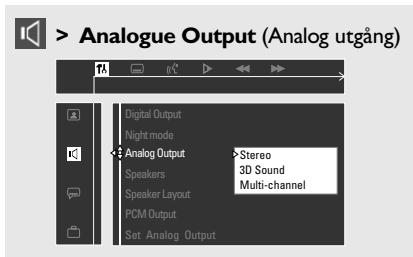 > Analogue Output (Analog utgång)
Digital Output
Night mode
Analog Output
Stereo
3D Sound
Multi-channel
Speakers
Speaker Layout
PCM Output
Set Analog Output